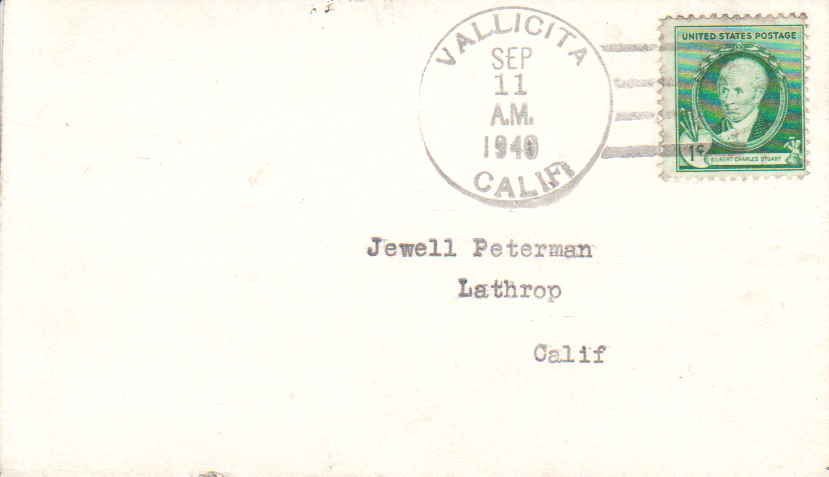 VALLICITA
SEP
11
A.M.
1940
CALIF.
UNITED STATES POSTAGE
1¢
GILBERT CHARLES STUART
Jewell Peterman
Lathrop
Calif